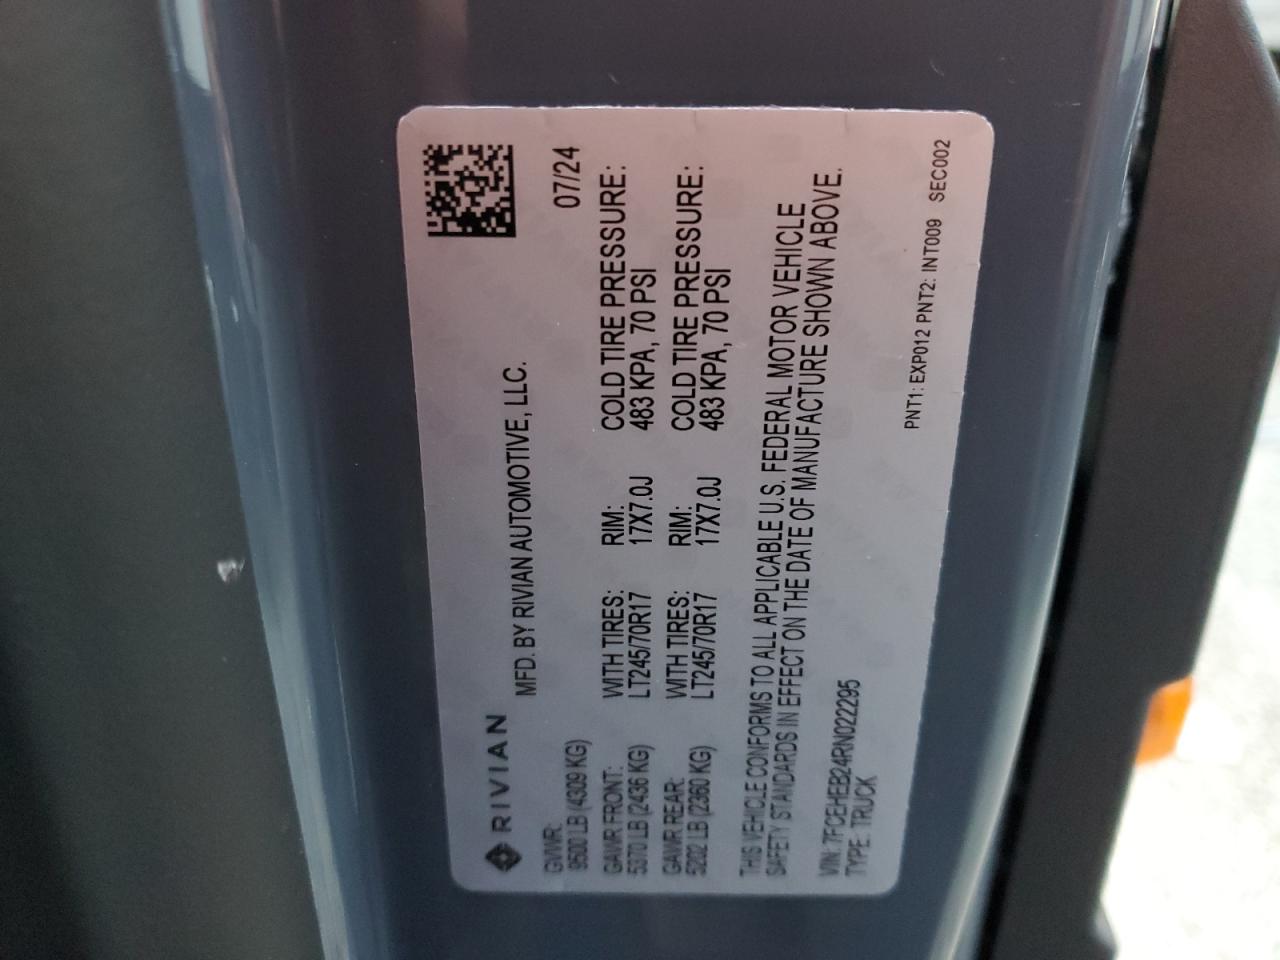 RIVIAN
MFD. BY RIVIAN AUTOMOTIVE, LLC.
07/24
GVWR:
9500 LB (4309 KG)
GAWR FRONT: WITH TIRES: RIM: COLD TIRE PRESSURE:
5370 LB (2436 KG) LT245/70R17 17X7.0J 483 KPA, 70 PSI
GAWR REAR: WITH TIRES: RIM: COLD TIRE PRESSURE:
5202 LB (2360 KG) LT245/70R17 17X7.0J 483 KPA, 70 PSI
THIS VEHICLE CONFORMS TO ALL APPLICABLE U.S. FEDERAL MOTOR VEHICLE
SAFETY STANDARDS IN EFFECT ON THE DATE OF MANUFACTURE SHOWN ABOVE.
VIN: 7FCEHEB24RN022295
TYPE: TRUCK
PNT1: EXP012 PNT2: INT009 SEC002